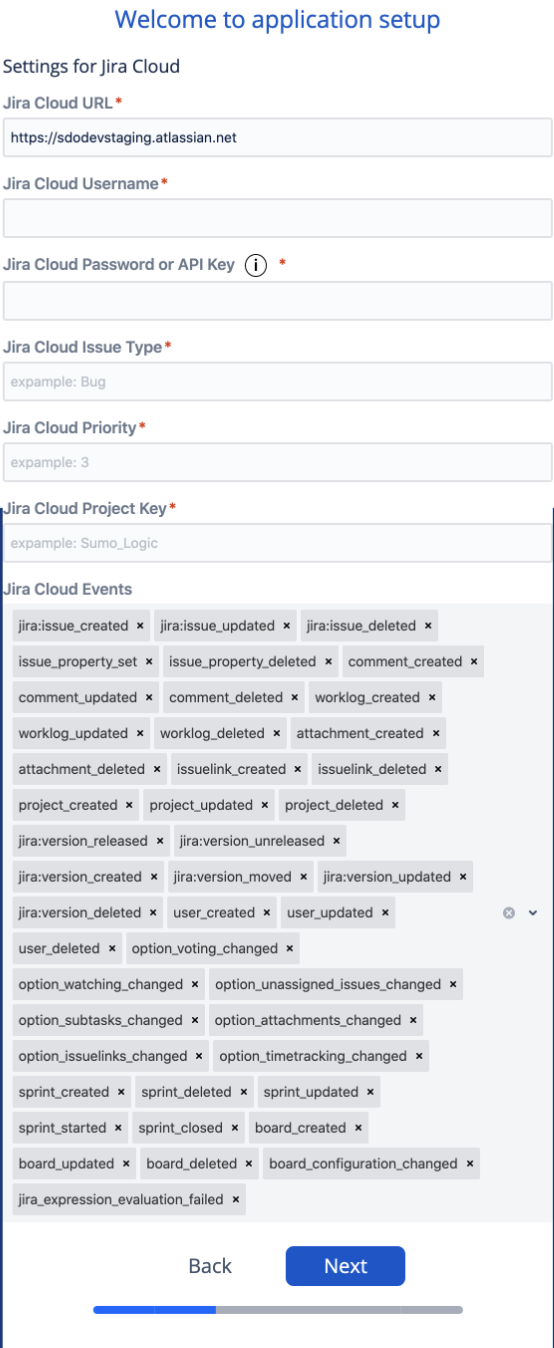 Welcome to application setup
Settings for Jira Cloud
Jira Cloud URL*
https://sdodevstaging.atlassian.net
Jira Cloud Username*
Jira Cloud Password or API Key i *
Jira Cloud Issue Type*
expample: Bug
Jira Cloud Priority*
expample: 3
Jira Cloud Project Key*
expample: Sumo_Logic
Jira Cloud Events
jira:issue_created × jira:issue_updated × jira:issue_deleted ×
issue_property_set × issue_property_deleted × comment_created ×
comment_updated × comment_deleted × worklog_created ×
worklog_updated × worklog_deleted × attachment_created ×
attachment_deleted × issuelink_created × issuelink_deleted ×
project_created × project_updated × project_deleted ×
jira:version_released × jira:version_unreleased ×
jira:version_created × jira:version_moved × jira:version_updated ×
jira:version_deleted × user_created × user_updated ×
user_deleted × option_voting_changed ×
option_watching_changed × option_unassigned_issues_changed ×
option_subtasks_changed × option_attachments_changed ×
option_issuelinks_changed × option_timetracking_changed ×
sprint_created × sprint_deleted × sprint_updated ×
sprint_started × sprint_closed × board_created ×
board_updated × board_deleted × board_configuration_changed ×
jira_expression_evaluation_failed ×
Back Next